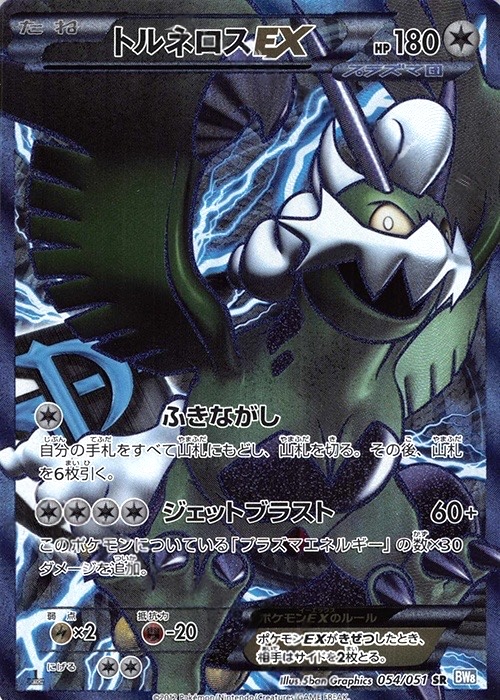 たね トルネロスEX HP180
プラズマ団
ふきながし
自分の手札をすべて山札にもどし、山札を切る。その後、山札
を6枚引く。
ジェットブラスト 60+
このポケモンについている「プラズマエネルギー」の数×30
ダメージを追加。
弱点 抵抗力
×2 -20
にげる
ポケモンEXのルール
ポケモンEXがきぜつしたとき、
相手はサイドを2枚とる。
Illus. 5ban Graphics 054/051 SR BW8
©2012 Pokémon/Nintendo/Creatures/GAME FREAK.